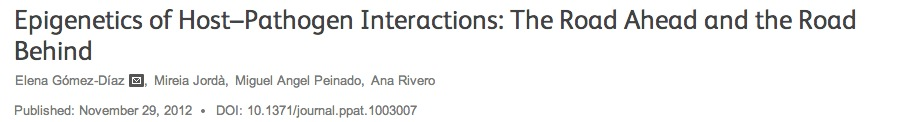 Epigenetics of Host–Pathogen Interactions: The Road Ahead and the Road
Behind
Elena Gómez-Díaz, Mireia Jordà, Miguel Angel Peinado, Ana Rivero
Published: November 29, 2012 • DOI: 10.1371/journal.ppat.1003007